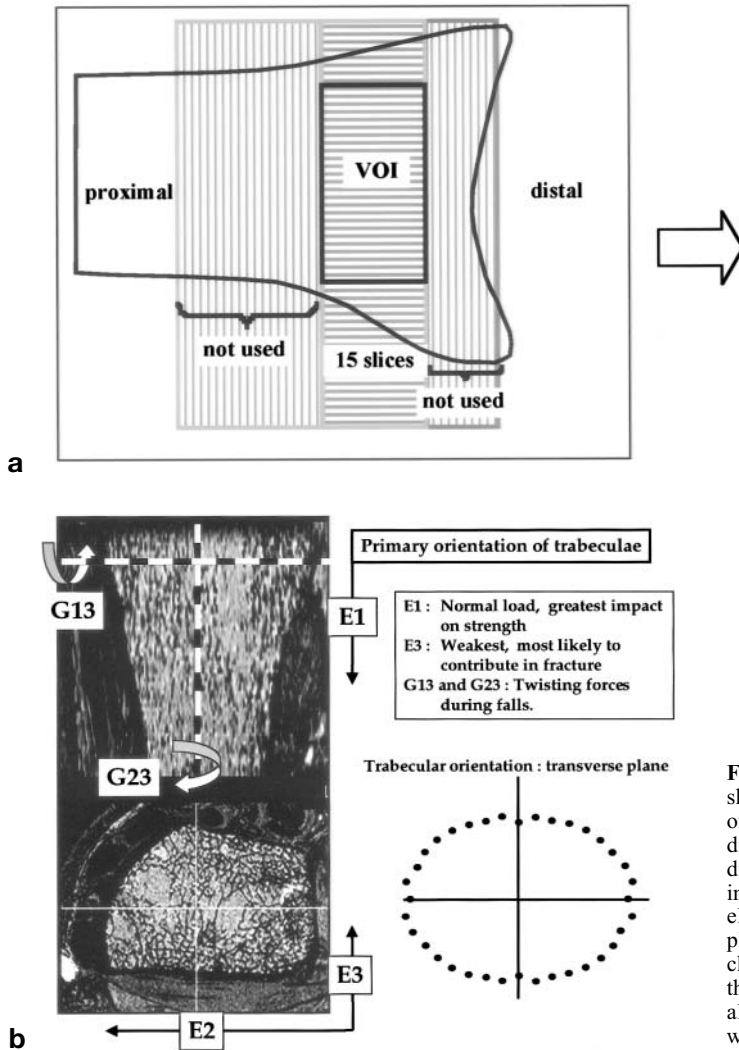 proximal
VOI
distal
not used
15 slices
not used
a
Primary orientation of trabeculae
G13
E1
E1 : Normal load, greatest impact
on strength
E3 : Weakest, most likely to
contribute in fracture
G13 and G23 : Twisting forces
during falls.
G23
Trabecular orientation : transverse plane
E3
E2
b